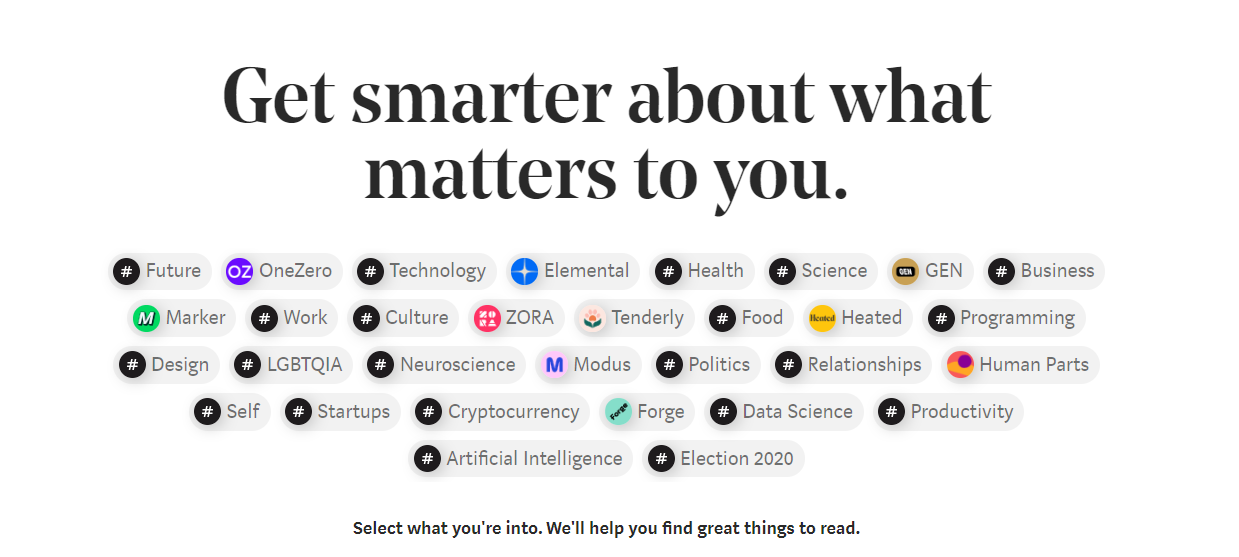 Get smarter about what
matters to you.
# Future OZ OneZero # Technology Elemental # Health # Science GEN GEN # Business
M Marker # Work # Culture ZORA Tenderly # Food Heated Heated # Programming
# Design # LGBTQIA # Neuroscience M Modus # Politics # Relationships Human Parts
# Self # Startups # Cryptocurrency Forge Forge # Data Science # Productivity
# Artificial Intelligence # Election 2020
Select what you're into. We'll help you find great things to read.